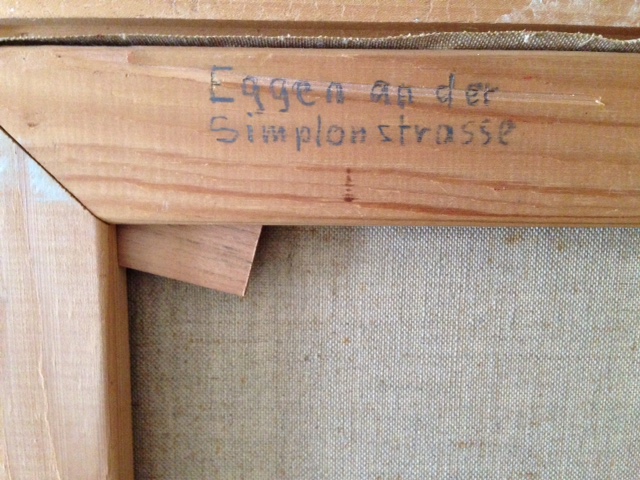 Eggen an der
Simplonstrasse